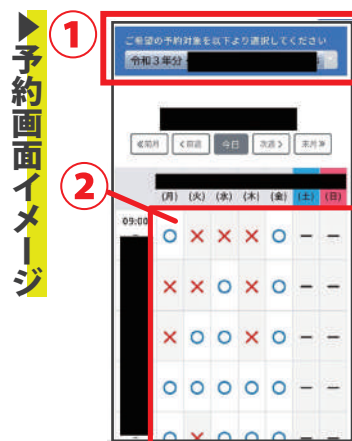 ▶予約画面イメージ
①
ご希望の予約対象を以下より選択してください
令和3年分
≪前月 <前週 今日 次週> 来月≫
②
(月) (火) (水) (木) (金) (土) (日)
09:00 ○ × × × ○ − −
× × ○ × ○ − −
× ○ ○ × ○ − −
○ ○ ○ ○ ○ − −
○ × ○ ○ ○ − −